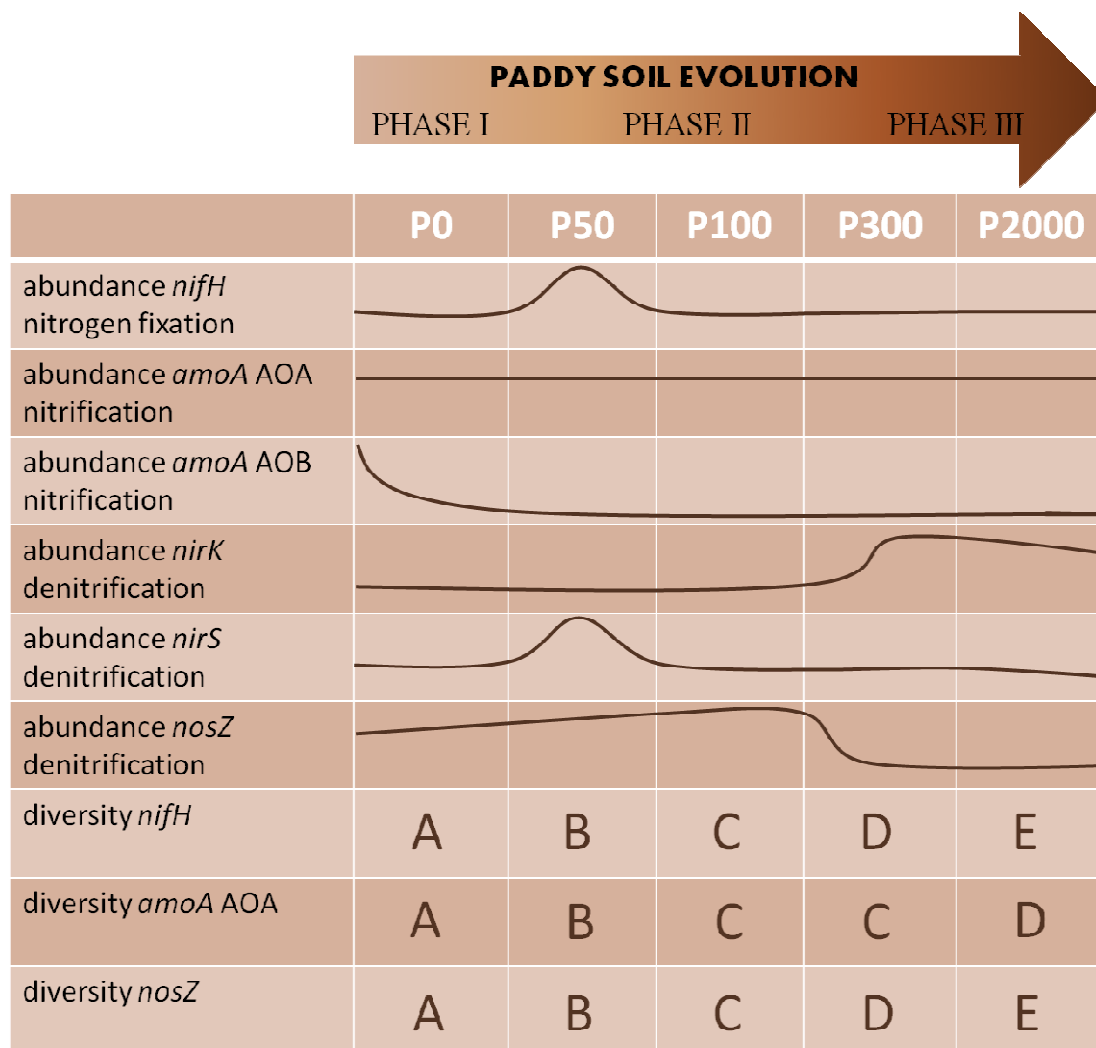 PADDY SOIL EVOLUTION
PHASE I PHASE II PHASE III
P0 P50 P100 P300 P2000
abundance nifH
nitrogen fixation
abundance amoA AOA
nitrification
abundance amoA AOB
nitrification
abundance nirK
denitrification
abundance nirS
denitrification
abundance nosZ
denitrification
diversity nifH A B C D E
diversity amoA AOA A B C C D
diversity nosZ A B C D E